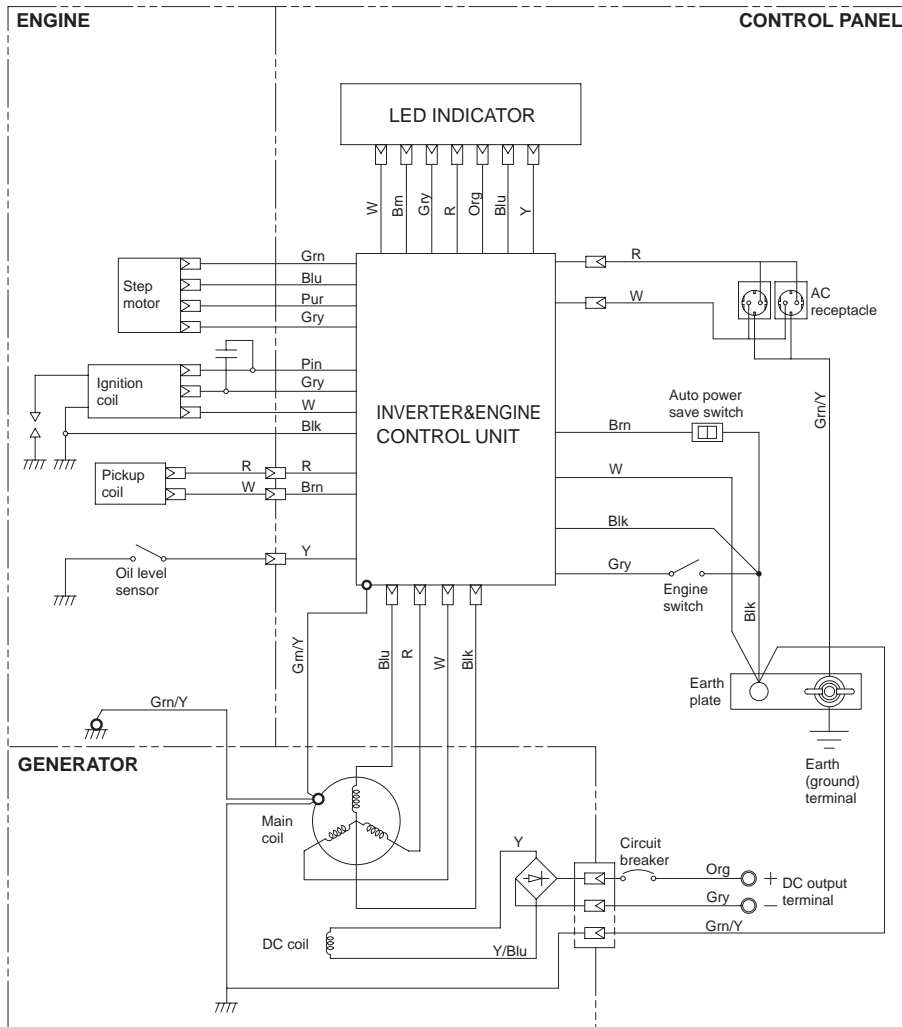 ENGINE
CONTROL PANEL
LED INDICATOR
W
Brn
Gry
R
Org
Blu
Y
Step
motor
Grn
Blu
Pur
Gry
R
W
AC
receptacle
Ignition
coil
Pin
Gry
W
Blk
INVERTER&ENGINE
CONTROL UNIT
Auto power
save switch
Brn
W
Blk
Gry
Engine
switch
Grn/Y
Blk
Pickup
coil
R
R
W
Brn
Y
Oil level
sensor
Grn/Y
Blu
R
W
Blk
Earth
plate
Earth
(ground)
terminal
Grn/Y
GENERATOR
Main
coil
DC coil
Y
Y/Blu
Circuit
breaker
Org
+
DC output
terminal
Gry
−
Grn/Y